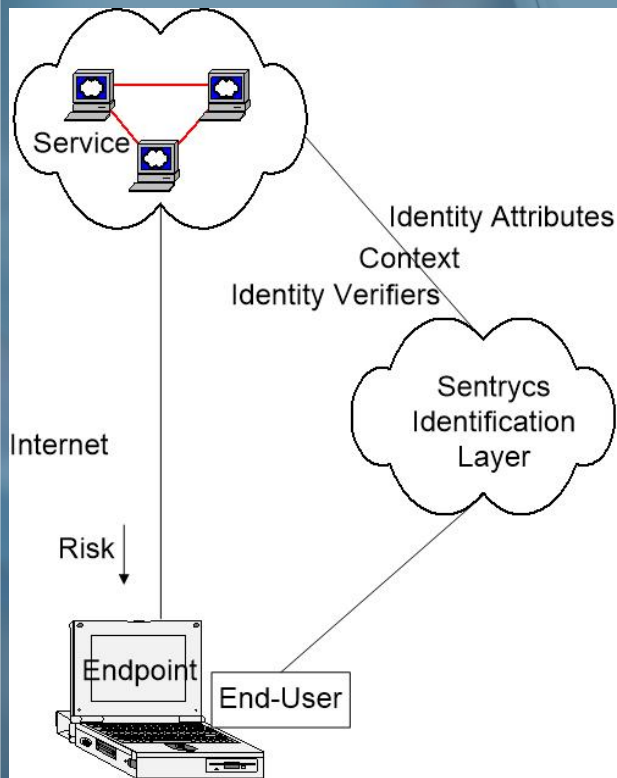 Service
Identity Attributes
Context
Identity Verifiers
Sentrycs
Identification
Layer
Internet
Risk
Endpoint
End-User